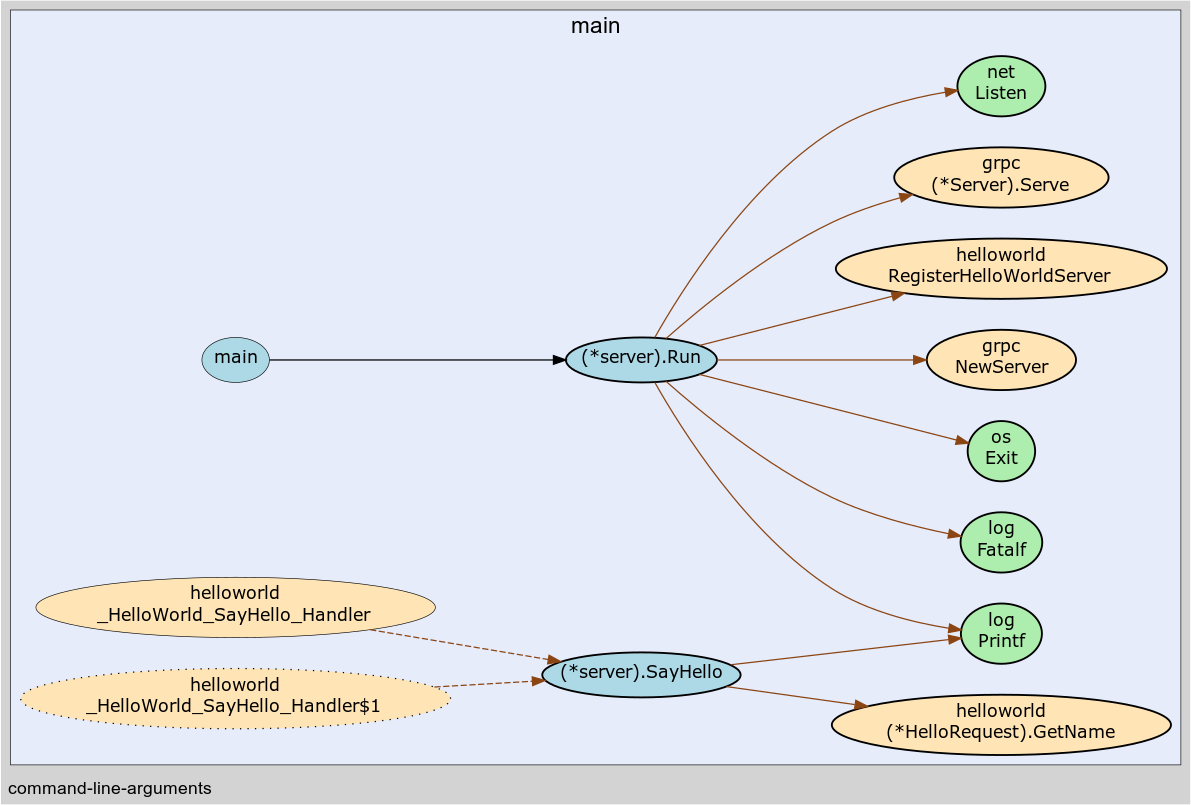 main
net
Listen
grpc
(*Server).Serve
helloworld
RegisterHelloWorldServer
main
(*server).Run
grpc
NewServer
os
Exit
log
Fatalf
helloworld
_HelloWorld_SayHello_Handler
log
Printf
(*server).SayHello
helloworld
_HelloWorld_SayHello_Handler$1
helloworld
(*HelloRequest).GetName
command-line-arguments